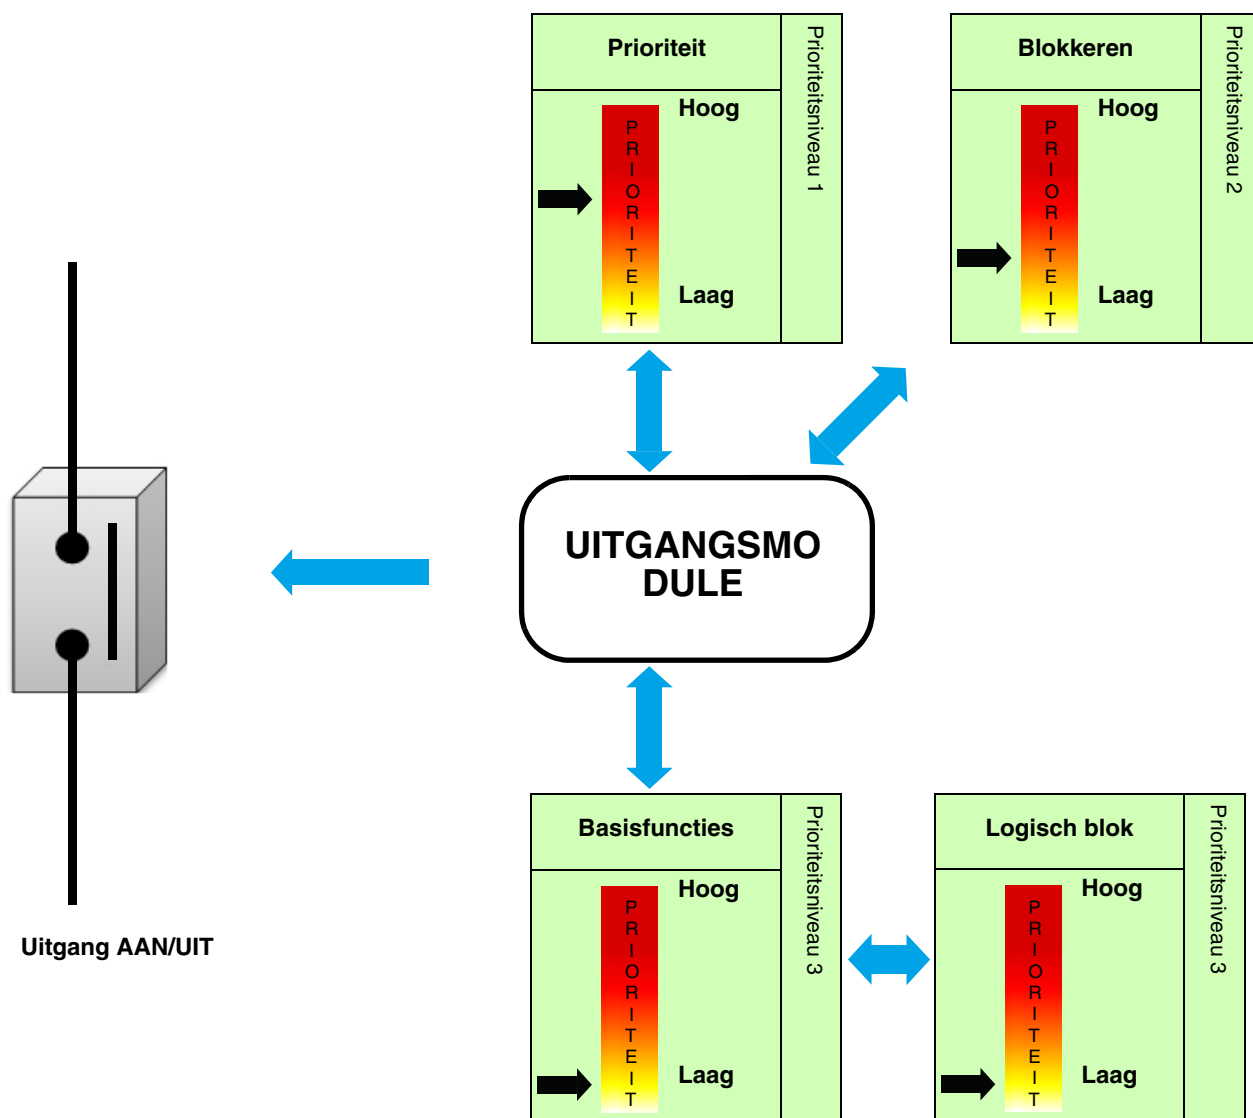 Prioriteit
Prioriteitsniveau 1
Hoog
PRIORITEIT
Laag
Blokkeren
Prioriteitsniveau 2
Hoog
PRIORITEIT
Laag
UITGANGSMO
DULE
Uitgang AAN/UIT
Basisfuncties
Prioriteitsniveau 3
Hoog
PRIORITEIT
Laag
Logisch blok
Prioriteitsniveau 3
Hoog
PRIORITEIT
Laag